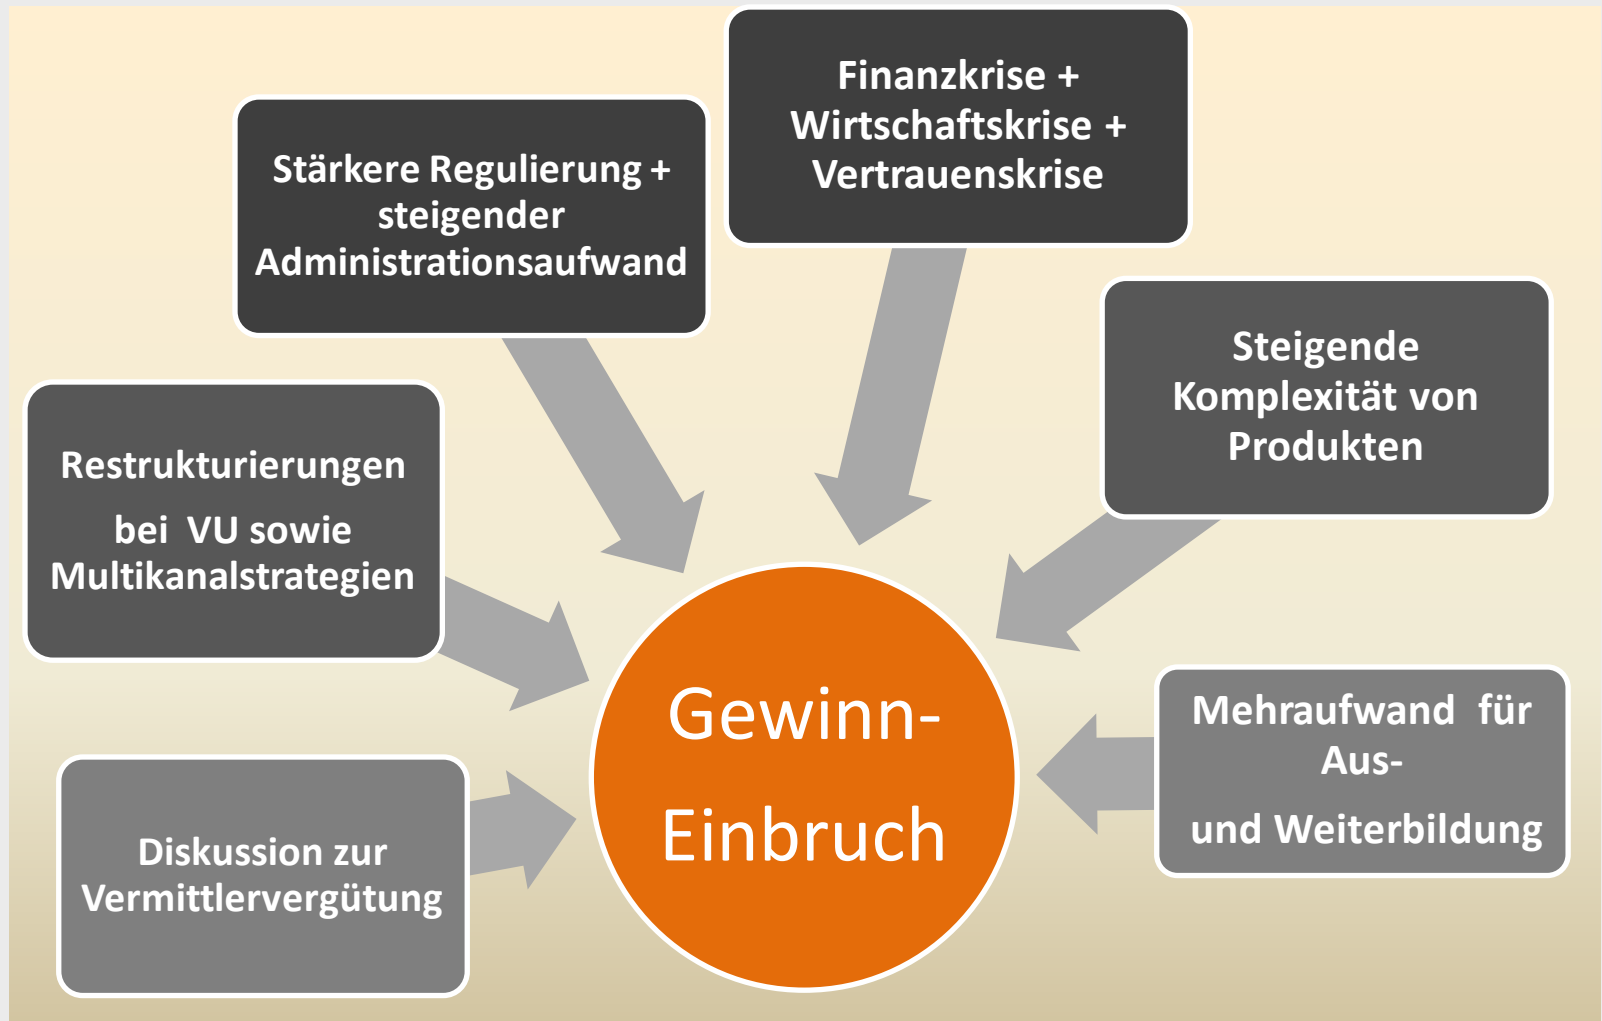 Finanzkrise +
Wirtschaftskrise +
Vertrauenskrise
Stärkere Regulierung +
steigender
Administrationsaufwand
Steigende
Komplexität von
Produkten
Restrukturierungen
bei VU sowie
Multikanalstrategien
Mehraufwand für
Aus-
und Weiterbildung
Diskussion zur
Vermittlervergütung
Gewinn-
Einbruch